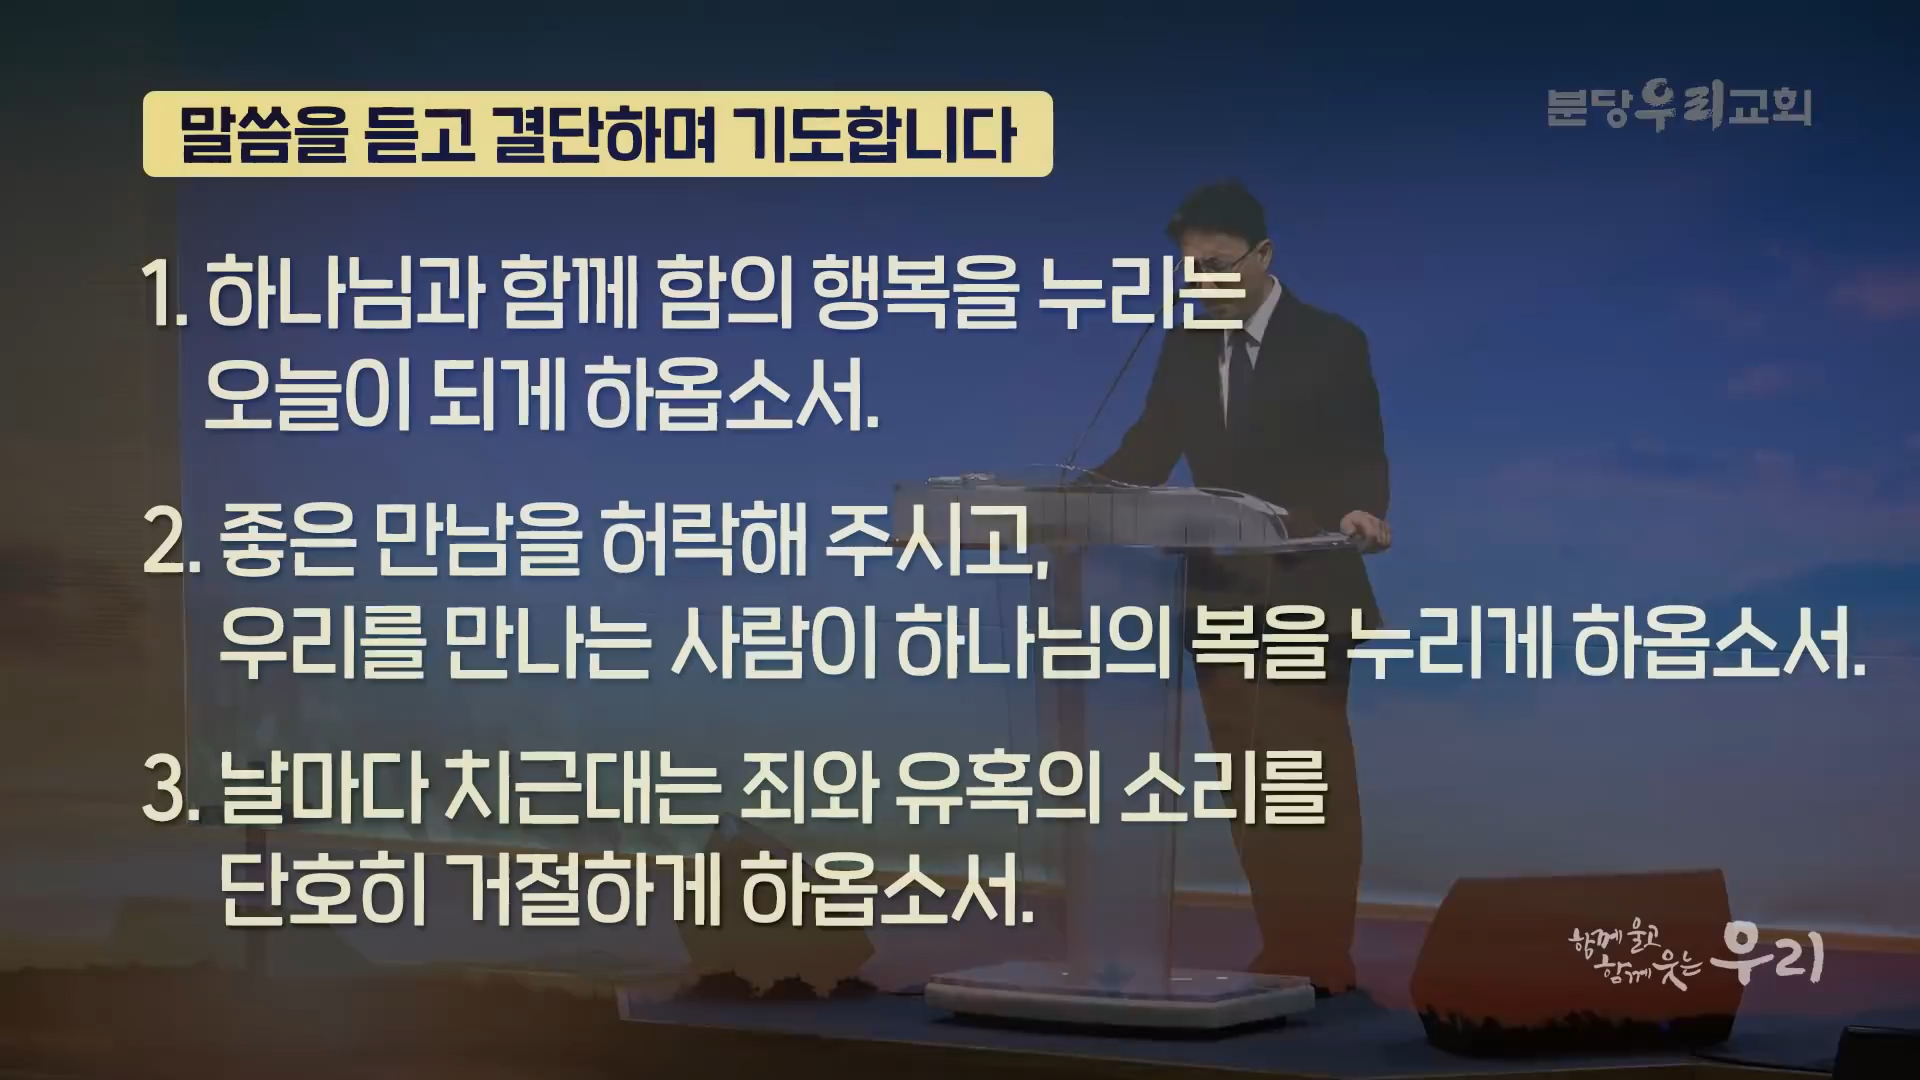 말씀을 듣고 결단하며 기도합니다
분당우리교회
1. 하나님과 함께 함의 행복을 누리는
오늘이 되게 하옵소서.
2. 좋은 만남을 허락해 주시고,
우리를 만나는 사람이 하나님의 복을 누리게 하옵소서.
3. 날마다 치근대는 죄와 유혹의 소리를
단호히 거절하게 하옵소서.
함께 울고
함께 웃는 우리